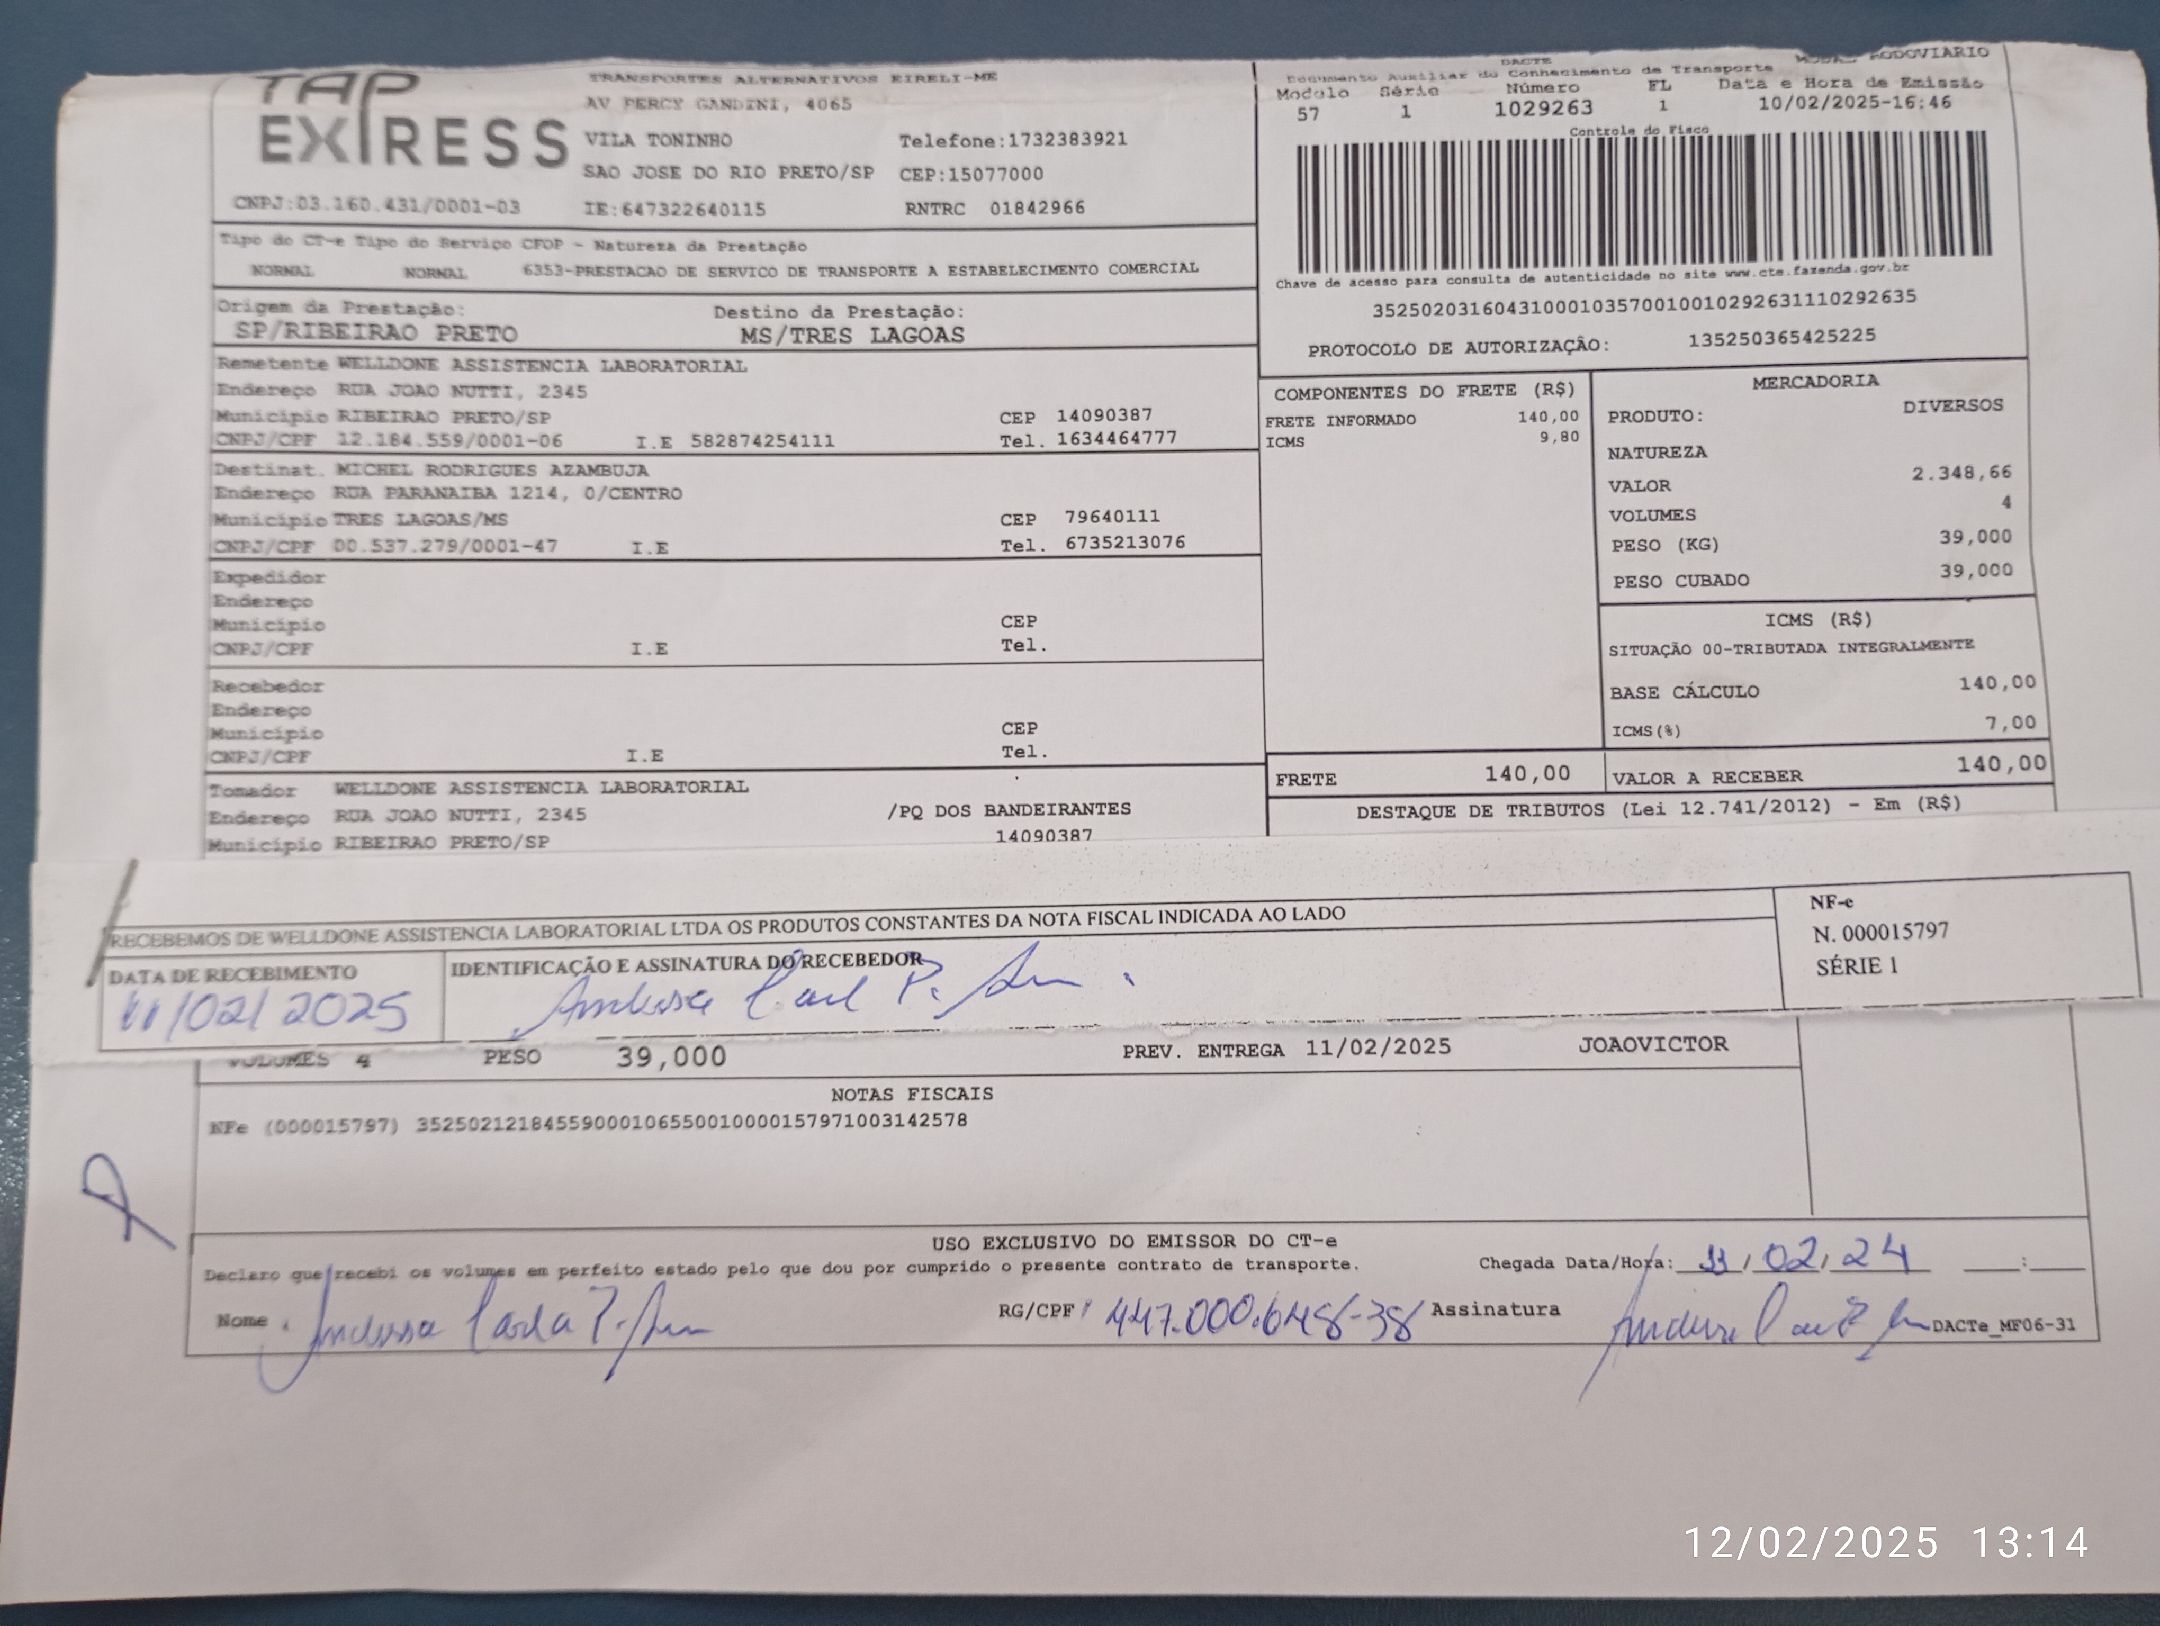 TAP EXPRESS
TRANSPORTES ALTERNATIVOS EIRELI-ME
AV PERCY GANDINI, 4065
VILA TONINHO Telefone:1732383921
SAO JOSE DO RIO PRETO/SP CEP:15077000
CNPJ:03.160.431/0001-03 IE:647322640115 RNTRC 01842966
DACTE RODOVIARIO
Documento Auxiliar do Conhecimento de Transporte
Modelo Série Número FL Data e Hora de Emissão
57 1 1029263 1 10/02/2025-16:46
Controle do Fisco
Chave de acesso para consulta de autenticidade no site www.cte.fazenda.gov.br
35250203160431000103570010010292631110292635
PROTOCOLO DE AUTORIZAÇÃO: 135250365425225
Tipo do CT-e Tipo do Serviço CFOP - Natureza da Prestação
NORMAL NORMAL 6353-PRESTACAO DE SERVICO DE TRANSPORTE A ESTABELECIMENTO COMERCIAL
Origem da Prestação: Destino da Prestação:
SP/RIBEIRAO PRETO MS/TRES LAGOAS
Remetente WELLDONE ASSISTENCIA LABORATORIAL
Endereço RUA JOAO NUTTI, 2345
Município RIBEIRAO PRETO/SP CEP 14090387
CNPJ/CPF 12.184.559/0001-06 I.E 582874254111 Tel. 1634464777
Destinat. MICHEL RODRIGUES AZAMBUJA
Endereço RUA PARANAIBA 1214, 0/CENTRO
Município TRES LAGOAS/MS CEP 79640111
CNPJ/CPF 00.537.279/0001-47 I.E Tel. 6735213076
Expedidor
Endereço
Município CEP
CNPJ/CPF I.E Tel.
Recebedor
Endereço
Município CEP
CNPJ/CPF I.E Tel.
Tomador WELLDONE ASSISTENCIA LABORATORIAL
Endereço RUA JOAO NUTTI, 2345 /PQ DOS BANDEIRANTES
Município RIBEIRAO PRETO/SP 14090387
COMPONENTES DO FRETE (R$)
FRETE INFORMADO 140,00
ICMS 9,80
MERCADORIA
PRODUTO: DIVERSOS
NATUREZA
VALOR 2.348,66
VOLUMES 4
PESO (KG) 39,000
PESO CUBADO 39,000
ICMS (R$)
SITUAÇÃO 00-TRIBUTADA INTEGRALMENTE
BASE CÁLCULO 140,00
ICMS(%) 7,00
FRETE 140,00 VALOR A RECEBER 140,00
DESTAQUE DE TRIBUTOS (Lei 12.741/2012) - Em (R$)
RECEBEMOS DE WELLDONE ASSISTENCIA LABORATORIAL LTDA OS PRODUTOS CONSTANTES DA NOTA FISCAL INDICADA AO LADO
NF-e
N. 000015797
SÉRIE 1
DATA DE RECEBIMENTO IDENTIFICAÇÃO E ASSINATURA DO RECEBEDOR
11/02/2025
VOLUMES 4 PESO 39,000 PREV. ENTREGA 11/02/2025 JOAOVICTOR
NOTAS FISCAIS
NFe (000015797) 35250212184559000106550010000157971003142578
USO EXCLUSIVO DO EMISSOR DO CT-e
Declaro que recebi os volumes em perfeito estado pelo que dou por cumprido o presente contrato de transporte. Chegada Data/Hora: 11/02/24 __:__
Nome RG/CPF 447.000.648-38 Assinatura DACTe_MF06-31
12/02/2025 13:14